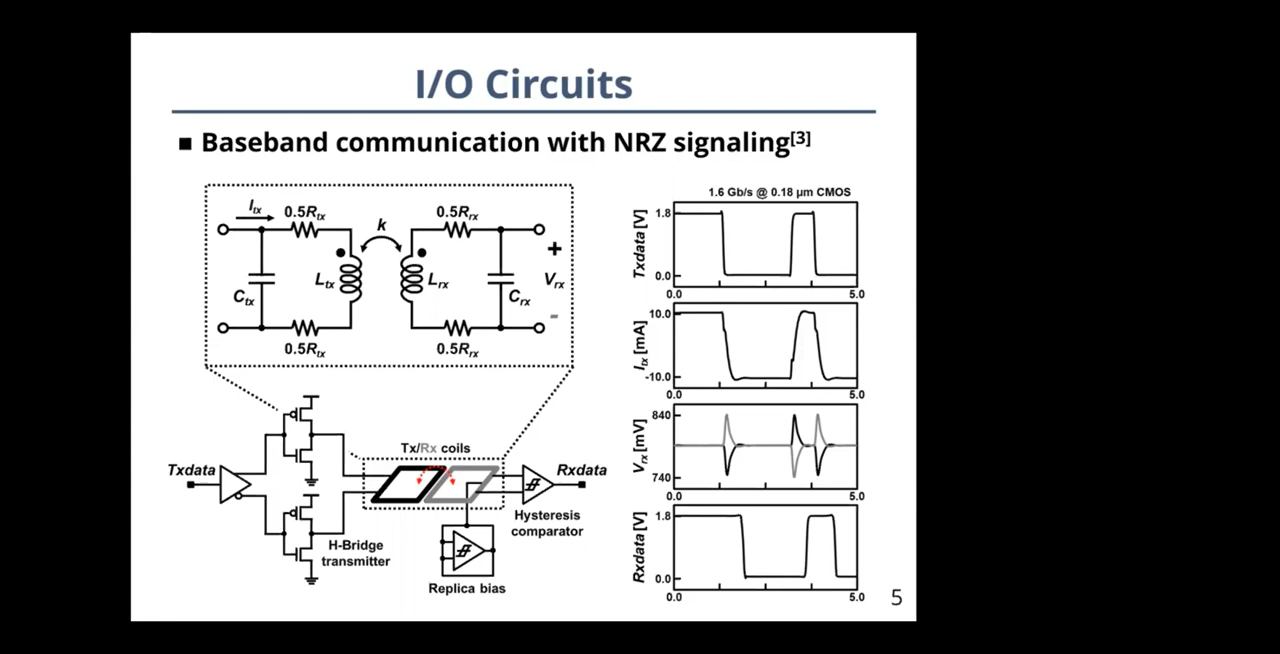 I/O Circuits
■ Baseband communication with NRZ signaling[3]
Itx
0.5Rtx
k
0.5Rrx
+
Ctx
Ltx
Lrx
Crx
Vrx
-
0.5Rtx
0.5Rrx
Txdata
Tx/Rx coils
Rxdata
H-Bridge
transmitter
Hysteresis
comparator
Replica bias
1.6 Gb/s @ 0.18 μm CMOS
Txdata [V]
1.8
0.0
0.0 5.0
Itx [mA]
10.0
-10.0
0.0 5.0
Vrx [mV]
840
740
0.0 5.0
Rxdata [V]
1.8
0.0
0.0 5.0
5